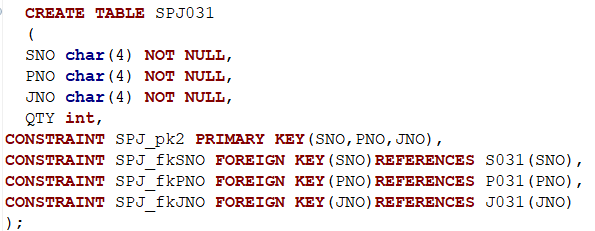 CREATE TABLE SPJ031
(
SNO char(4) NOT NULL,
PNO char(4) NOT NULL,
JNO char(4) NOT NULL,
QTY int,
CONSTRAINT SPJ_pk2 PRIMARY KEY(SNO,PNO,JNO),
CONSTRAINT SPJ_fkSNO FOREIGN KEY(SNO)REFERENCES S031(SNO),
CONSTRAINT SPJ_fkPNO FOREIGN KEY(PNO)REFERENCES P031(PNO),
CONSTRAINT SPJ_fkJNO FOREIGN KEY(JNO)REFERENCES J031(JNO)
);